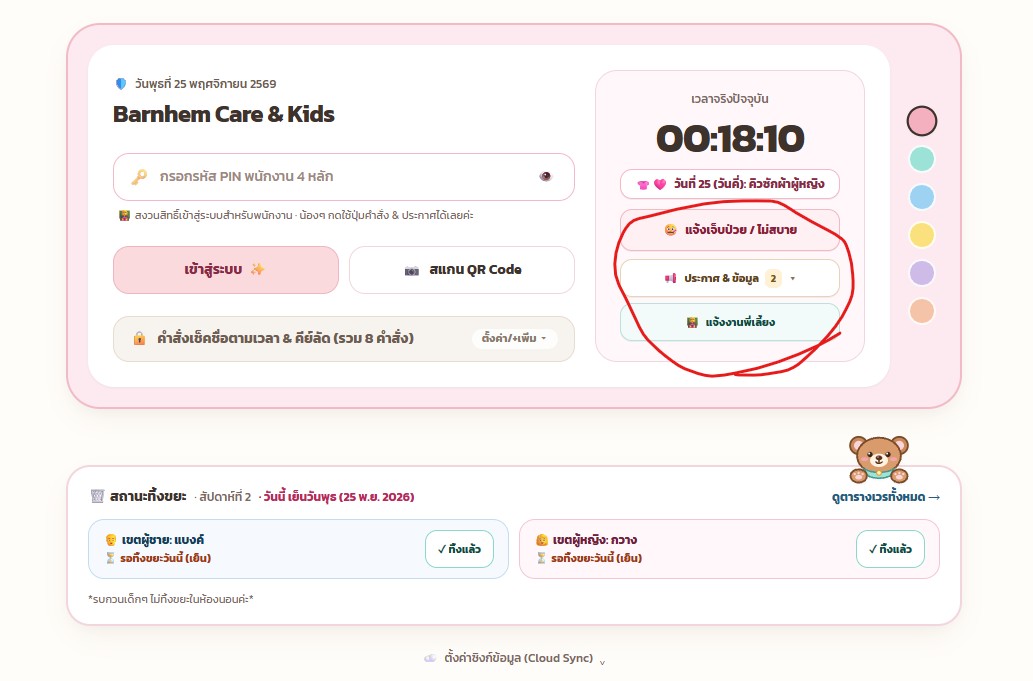 วันพุธที่ 25 พฤศจิกายน 2569
Barnhem Care & Kids
กรอกรหัส PIN พนักงาน 4 หลัก
สงวนสิทธิ์เข้าสู่ระบบสำหรับพนักงาน · น้องๆ กดใช้ปุ่มคำสั่ง & ประกาศได้เลยค่ะ
เข้าสู่ระบบ
สแกน QR Code
คำสั่งเช็คชื่อตามเวลา & คีย์ลัด (รวม 8 คำสั่ง)
ตั้งค่า/+เพิ่ม
เวลาจริงปัจจุบัน
00:18:10
วันที่ 25 (วันคี่): คิวซักผ้าผู้หญิง
แจ้งเจ็บป่วย / ไม่สบาย
ประกาศ & ข้อมูล 2
แจ้งงานพี่เลี้ยง
สถานะทิ้งขยะ · สัปดาห์ที่ 2 · วันนี้ เย็นวันพุธ (25 พ.ย. 2026)
ดูตารางเวรทั้งหมด →
เขตผู้ชาย: แบงค์
รอทิ้งขยะวันนี้ (เย็น)
✓ ทิ้งแล้ว
เขตผู้หญิง: กวาง
รอทิ้งขยะวันนี้ (เย็น)
✓ ทิ้งแล้ว
*รบกวนเด็กๆ ไม่ทิ้งขยะในห้องนอนค่ะ*
ตั้งค่าซิงก์ข้อมูล (Cloud Sync)